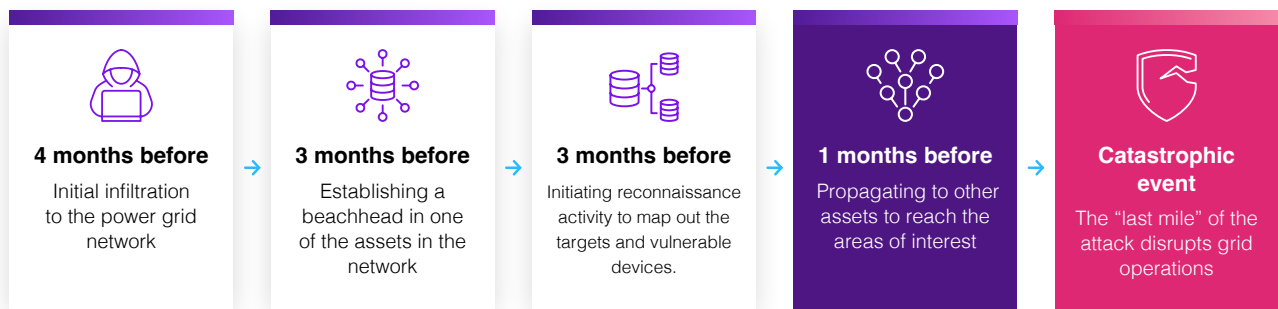 4 months before
Initial infiltration
to the power grid
network
3 months before
Establishing a
beachhead in one
of the assets in the
network
3 months before
Initiating reconnaissance
activity to map out the
targets and vulnerable
devices.
1 months before
Propagating to other
assets to reach the
areas of interest
Catastrophic
event
The “last mile” of the
attack disrupts grid
operations